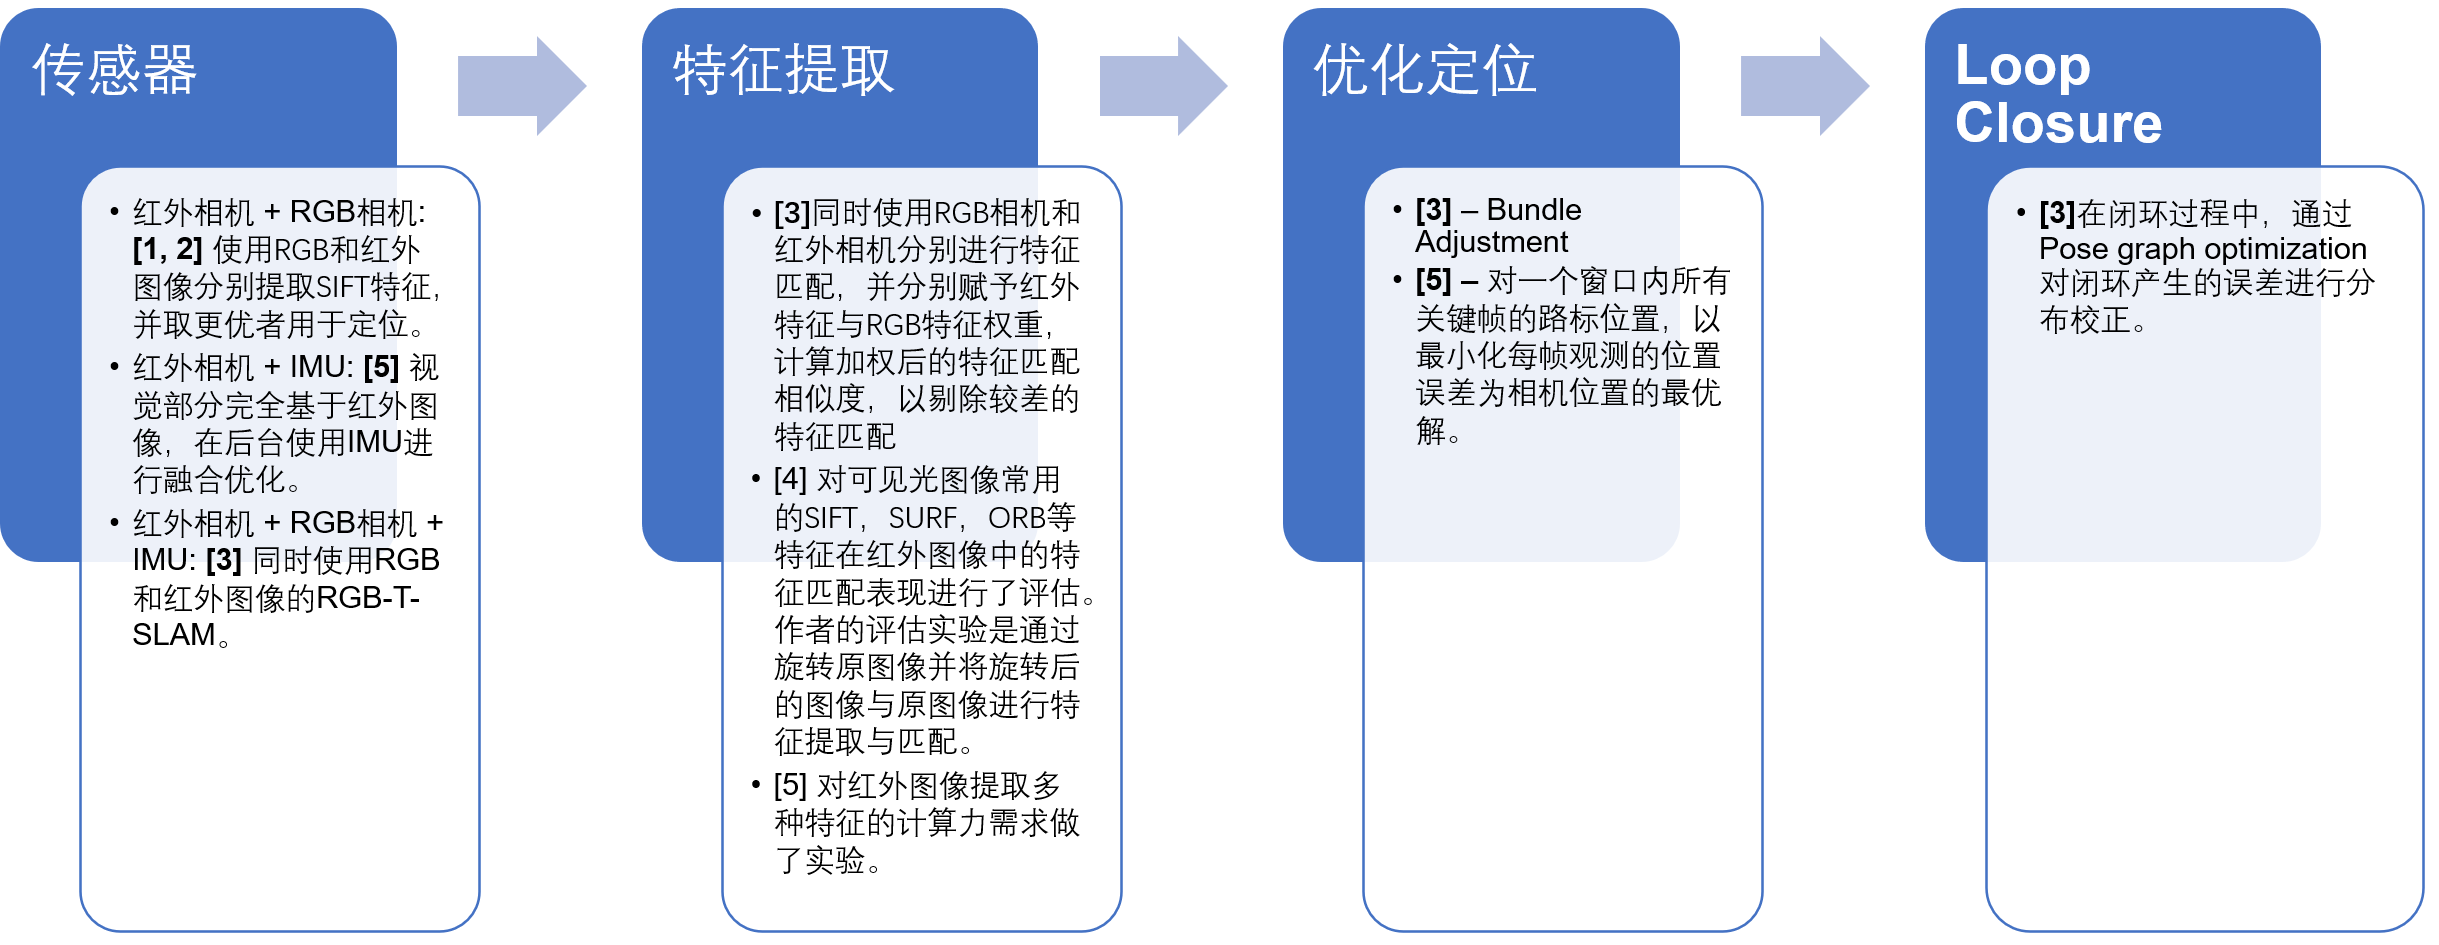 传感器
• 红外相机 + RGB相机:
[1, 2] 使用RGB和红外
图像分别提取SIFT特征，
并取更优者用于定位。
• 红外相机 + IMU: [5] 视
觉部分完全基于红外图
像，在后台使用IMU进
行融合优化。
• 红外相机 + RGB相机 +
IMU: [3] 同时使用RGB
和红外图像的RGB-T-
SLAM。
特征提取
• [3]同时使用RGB相机和
红外相机分别进行特征
匹配，并分别赋予红外
特征与RGB特征权重，
计算加权后的特征匹配
相似度，以剔除较差的
特征匹配
• [4] 对可见光图像常用
的SIFT，SURF，ORB等
特征在红外图像中的特
征匹配表现进行了评估。
作者的评估实验是通过
旋转原图像并将旋转后
的图像与原图像进行特
征提取与匹配。
• [5] 对红外图像提取多
种特征的计算力需求做
了实验。
优化定位
• [3] – Bundle
Adjustment
• [5] – 对一个窗口内所有
关键帧的路标位置，以
最小化每帧观测的位置
误差为相机位置的最优
解。
Loop
Closure
• [3]在闭环过程中，通过
Pose graph optimization
对闭环产生的误差进行分
布校正。